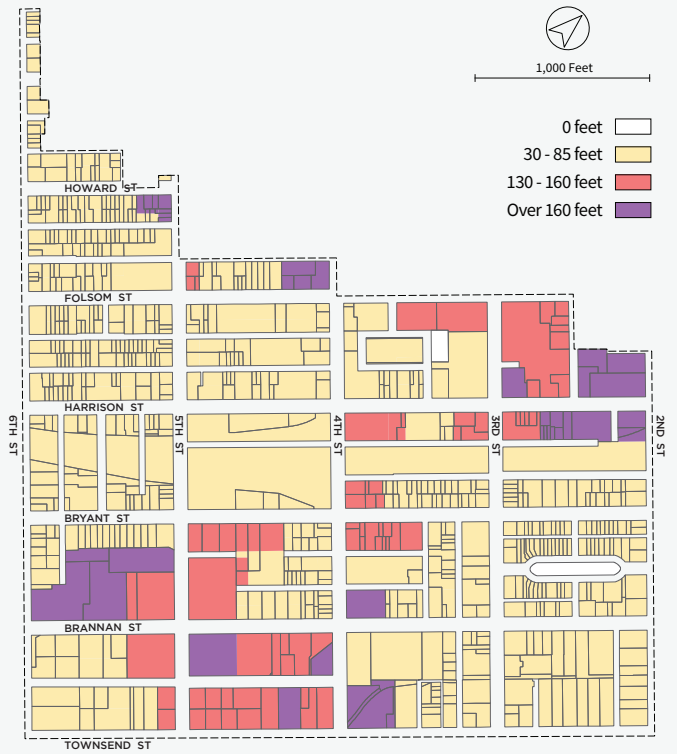 1,000 Feet
0 feet
30 - 85 feet
130 - 160 feet
Over 160 feet
HOWARD ST
FOLSOM ST
HARRISON ST
6TH ST
5TH ST
4TH ST
3RD ST
2ND ST
BRYANT ST
BRANNAN ST
TOWNSEND ST